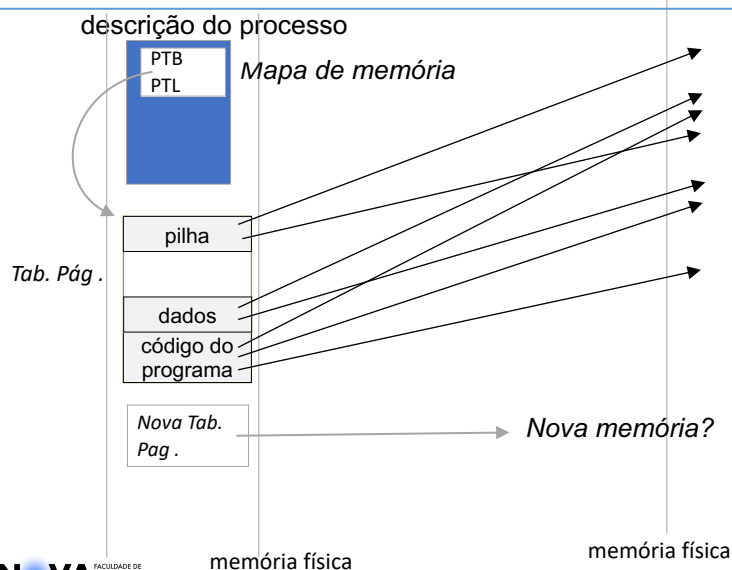 descrição do processo
PTB
PTL
Mapa de memória
pilha
Tab. Pág .
dados
código do
programa
Nova Tab.
Pag .
Nova memória?
memória física
memória física
NOVA
FACULDADE DE